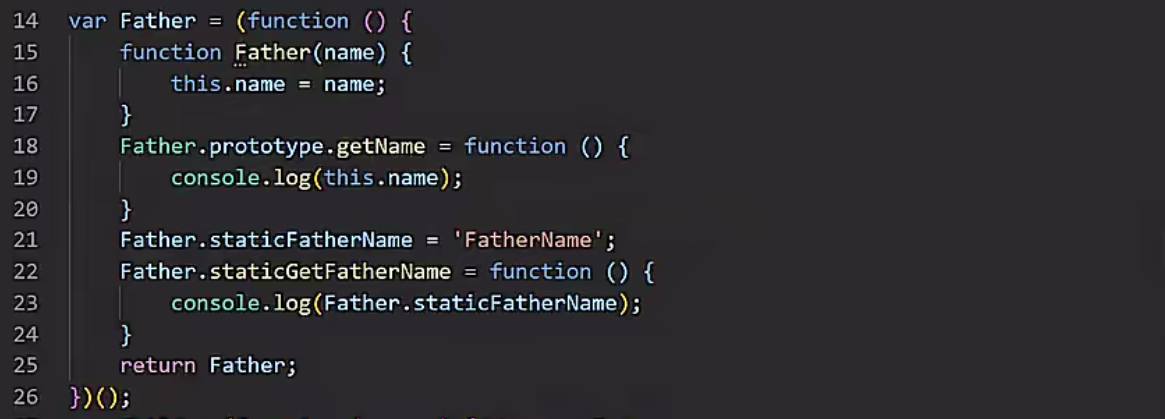 14 var Father = (function () {
15     function Father(name) {
16         this.name = name;
17     }
18     Father.prototype.getName = function () {
19         console.log(this.name);
20     }
21     Father.staticFatherName = 'FatherName';
22     Father.staticGetFatherName = function () {
23         console.log(Father.staticFatherName);
24     }
25     return Father;
26 })();